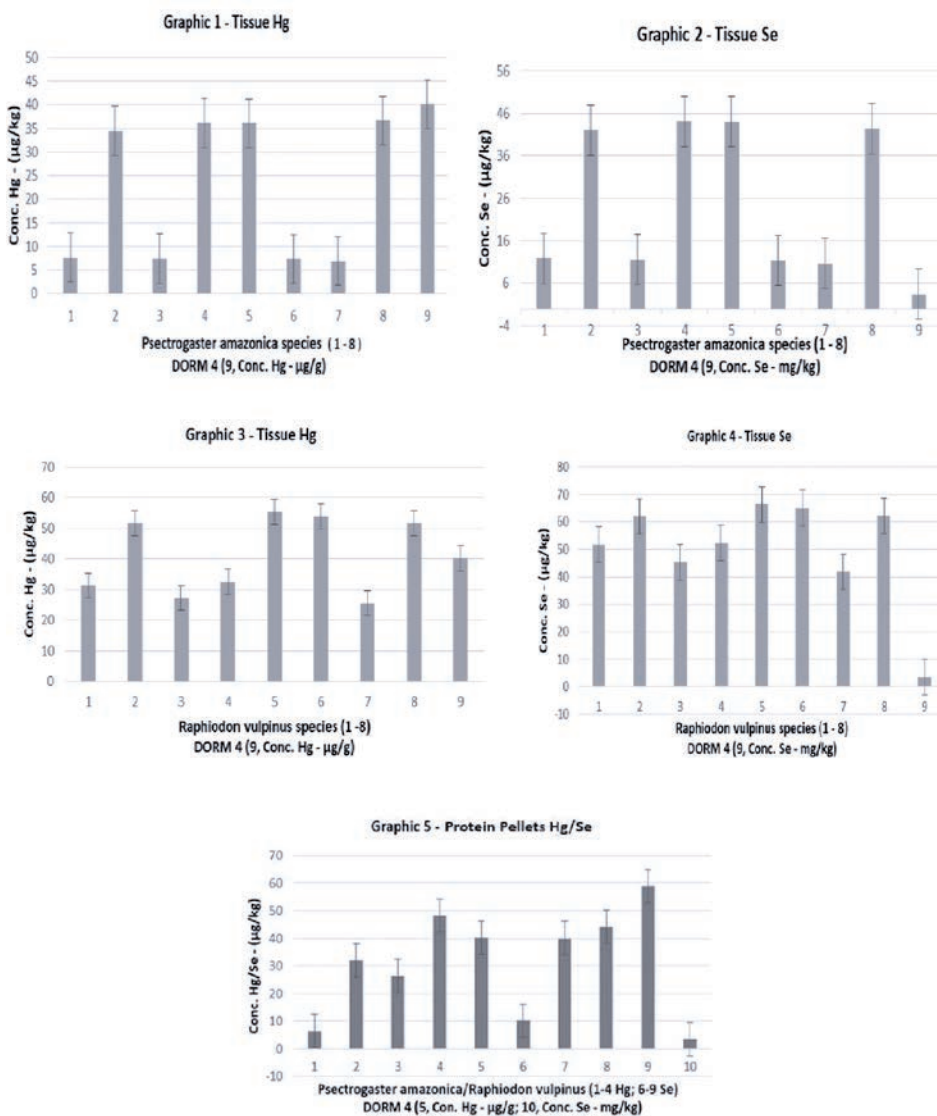 Graphic 1 - Tissue Hg
Conc. Hg - (µg/kg)
50
45
40
35
30
25
20
15
10
5
0
1 2 3 4 5 6 7 8 9
Psectrogaster amazonica species (1 - 8)
DORM 4 (9, Conc. Hg - µg/g)
Graphic 2 - Tissue Se
Conc. Se - (µg/kg)
56
46
36
26
16
6
-4
1 2 3 4 5 6 7 8 9
Psectrogaster amazonica species (1 - 8)
DORM 4 (9, Conc. Se - mg/kg)
Graphic 3 - Tissue Hg
Conc. Hg - (µg/kg)
70
60
50
40
30
20
10
0
1 2 3 4 5 6 7 8 9
Raphiodon vulpinus species (1 -8)
DORM 4 (9, Conc. Hg - µg/g)
Graphic 4 - Tissue Se
Conc. Se - (µg/kg)
80
70
60
50
40
30
20
10
0
-10
1 2 3 4 5 6 7 8 9
Raphiodon vulpinus species (1 -8)
DORM 4 (9, Conc. Se - mg/kg)
Graphic 5 - Protein Pellets Hg/Se
Conc. Hg/Se - (µg/kg)
70
60
50
40
30
20
10
0
-10
1 2 3 4 5 6 7 8 9 10
Psectrogaster amazonica/Raphiodon vulpinus (1-4 Hg; 6-9 Se)
DORM 4 (5, Con. Hg - µg/g; 10, Conc. Se - mg/kg)